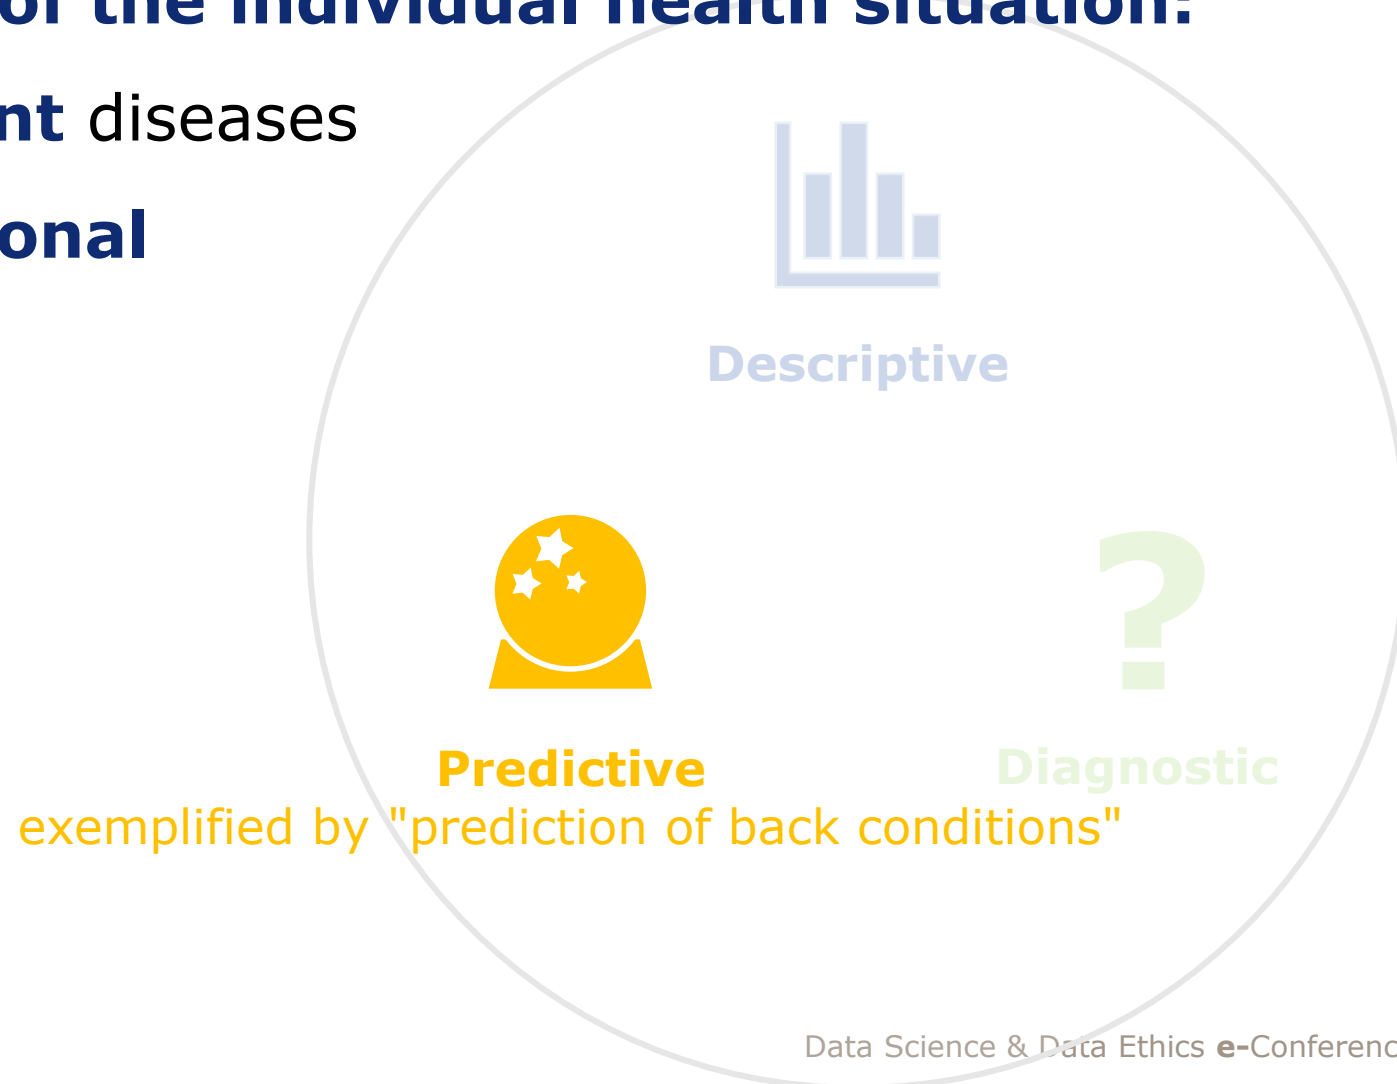 of the individual health situation:
nt diseases
onal
Descriptive
?
Predictive
Diagnostic
exemplified by "prediction of back conditions"
Data Science & Data Ethics e-Conferenc